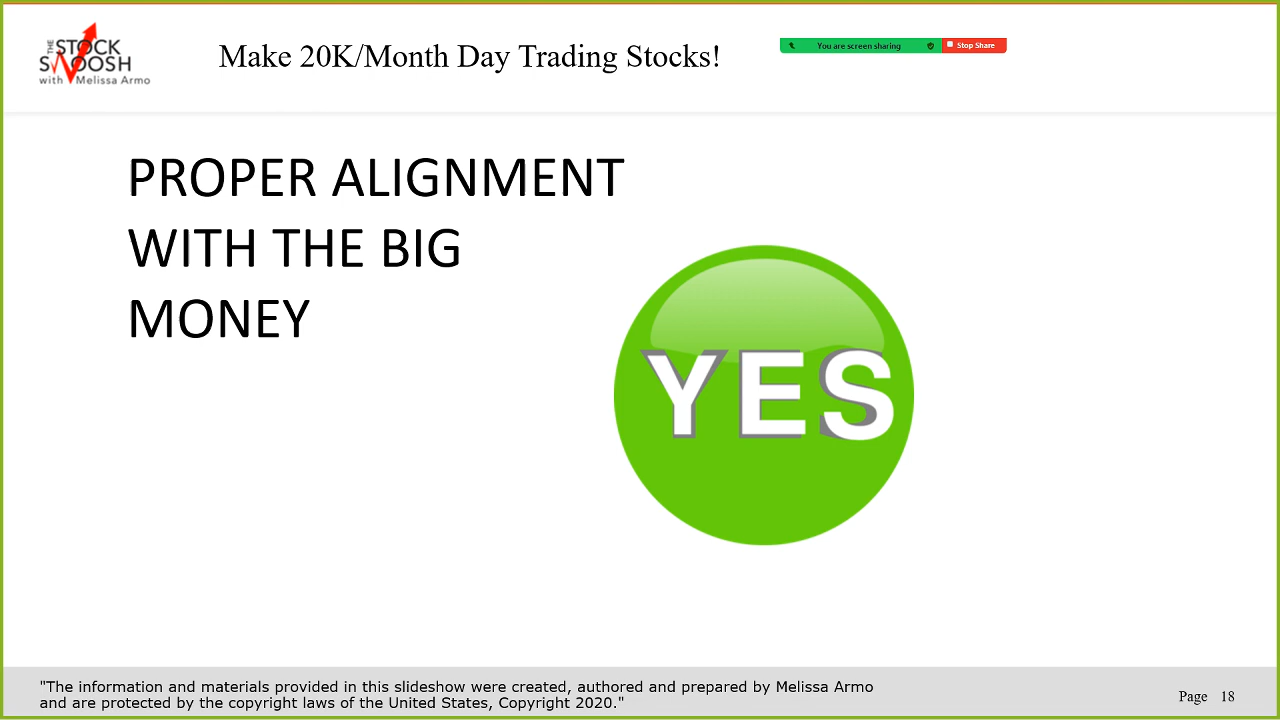 THE
STOCK
SWOOSH
with Melissa Armo
Make 20K/Month Day Trading Stocks!
You are screen sharing
Stop Share
PROPER ALIGNMENT
WITH THE BIG
MONEY
YES
"The information and materials provided in this slideshow were created, authored and prepared by Melissa Armo
and are protected by the copyright laws of the United States, Copyright 2020."
Page 18